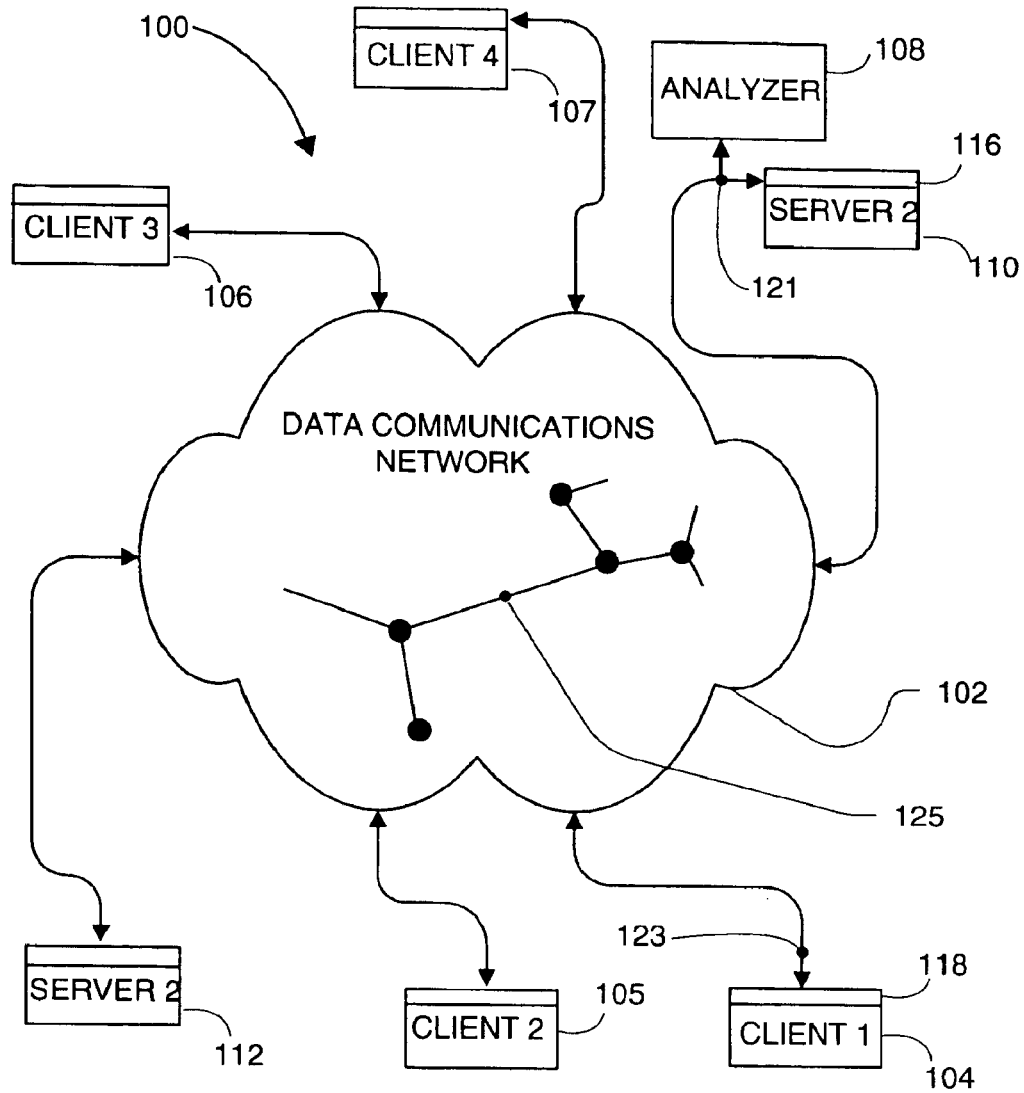 100
CLIENT 4
107
ANALYZER
108
116
SERVER 2
110
121
CLIENT 3
106
DATA COMMUNICATIONS
NETWORK
102
125
123
SERVER 2
112
CLIENT 2
105
118
CLIENT 1
104